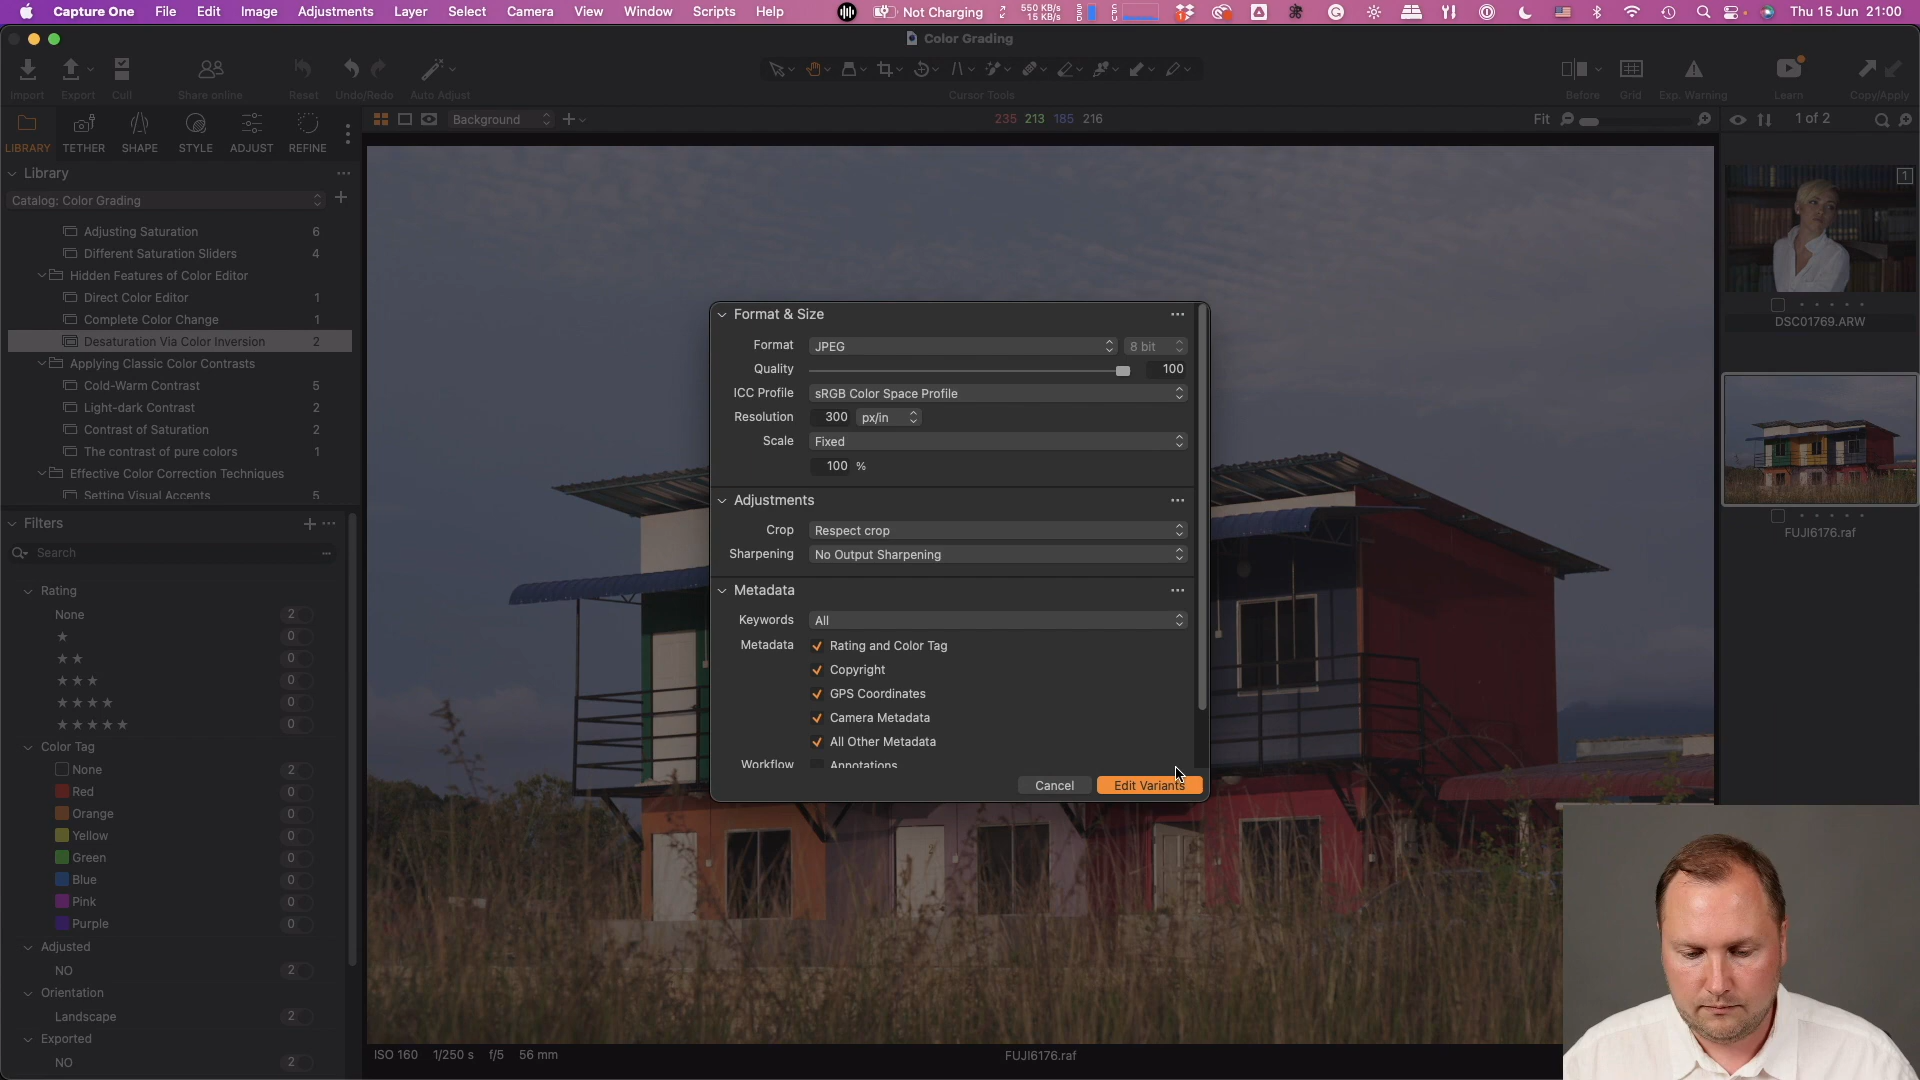 Capture One File Edit Image Adjustments Layer Select Camera View Window Scripts Help Not Charging 550 KB/s 15 KB/s Thu 15 Jun 21:00
Color Grading
Import Export Cull Share online Reset Undo/Redo Auto Adjust Cursor Tools Before Grid Exp. Warning Learn Copy/Apply
LIBRARY TETHER SHAPE STYLE ADJUST REFINE
Background 235 213 185 216 Fit 1 of 2
Library
Catalog: Color Grading
Adjusting Saturation 6
Different Saturation Sliders 4
Hidden Features of Color Editor
Direct Color Editor 1
Complete Color Change 1
Desaturation Via Color Inversion 2
Applying Classic Color Contrasts
Cold-Warm Contrast 5
Light-dark Contrast 2
Contrast of Saturation 2
The contrast of pure colors 1
Effective Color Correction Techniques
Setting Visual Accents 5
Filters
Search
Rating
None 2
0
0
0
0
0
Color Tag
None 2
Red 0
Orange 0
Yellow 0
Green 0
Blue 0
Pink 0
Purple 0
Adjusted
NO 2
Orientation
Landscape 2
Exported
NO 2
Format & Size
Format JPEG 8 bit
Quality 100
ICC Profile sRGB Color Space Profile
Resolution 300 px/in
Scale Fixed
100 %
Adjustments
Crop Respect crop
Sharpening No Output Sharpening
Metadata
Keywords All
Metadata Rating and Color Tag
Copyright
GPS Coordinates
Camera Metadata
All Other Metadata
Workflow Annotations
Cancel Edit Variants
1
DSC01769.ARW
FUJI6176.raf
ISO 160 1/250 s f/5 56 mm FUJI6176.raf